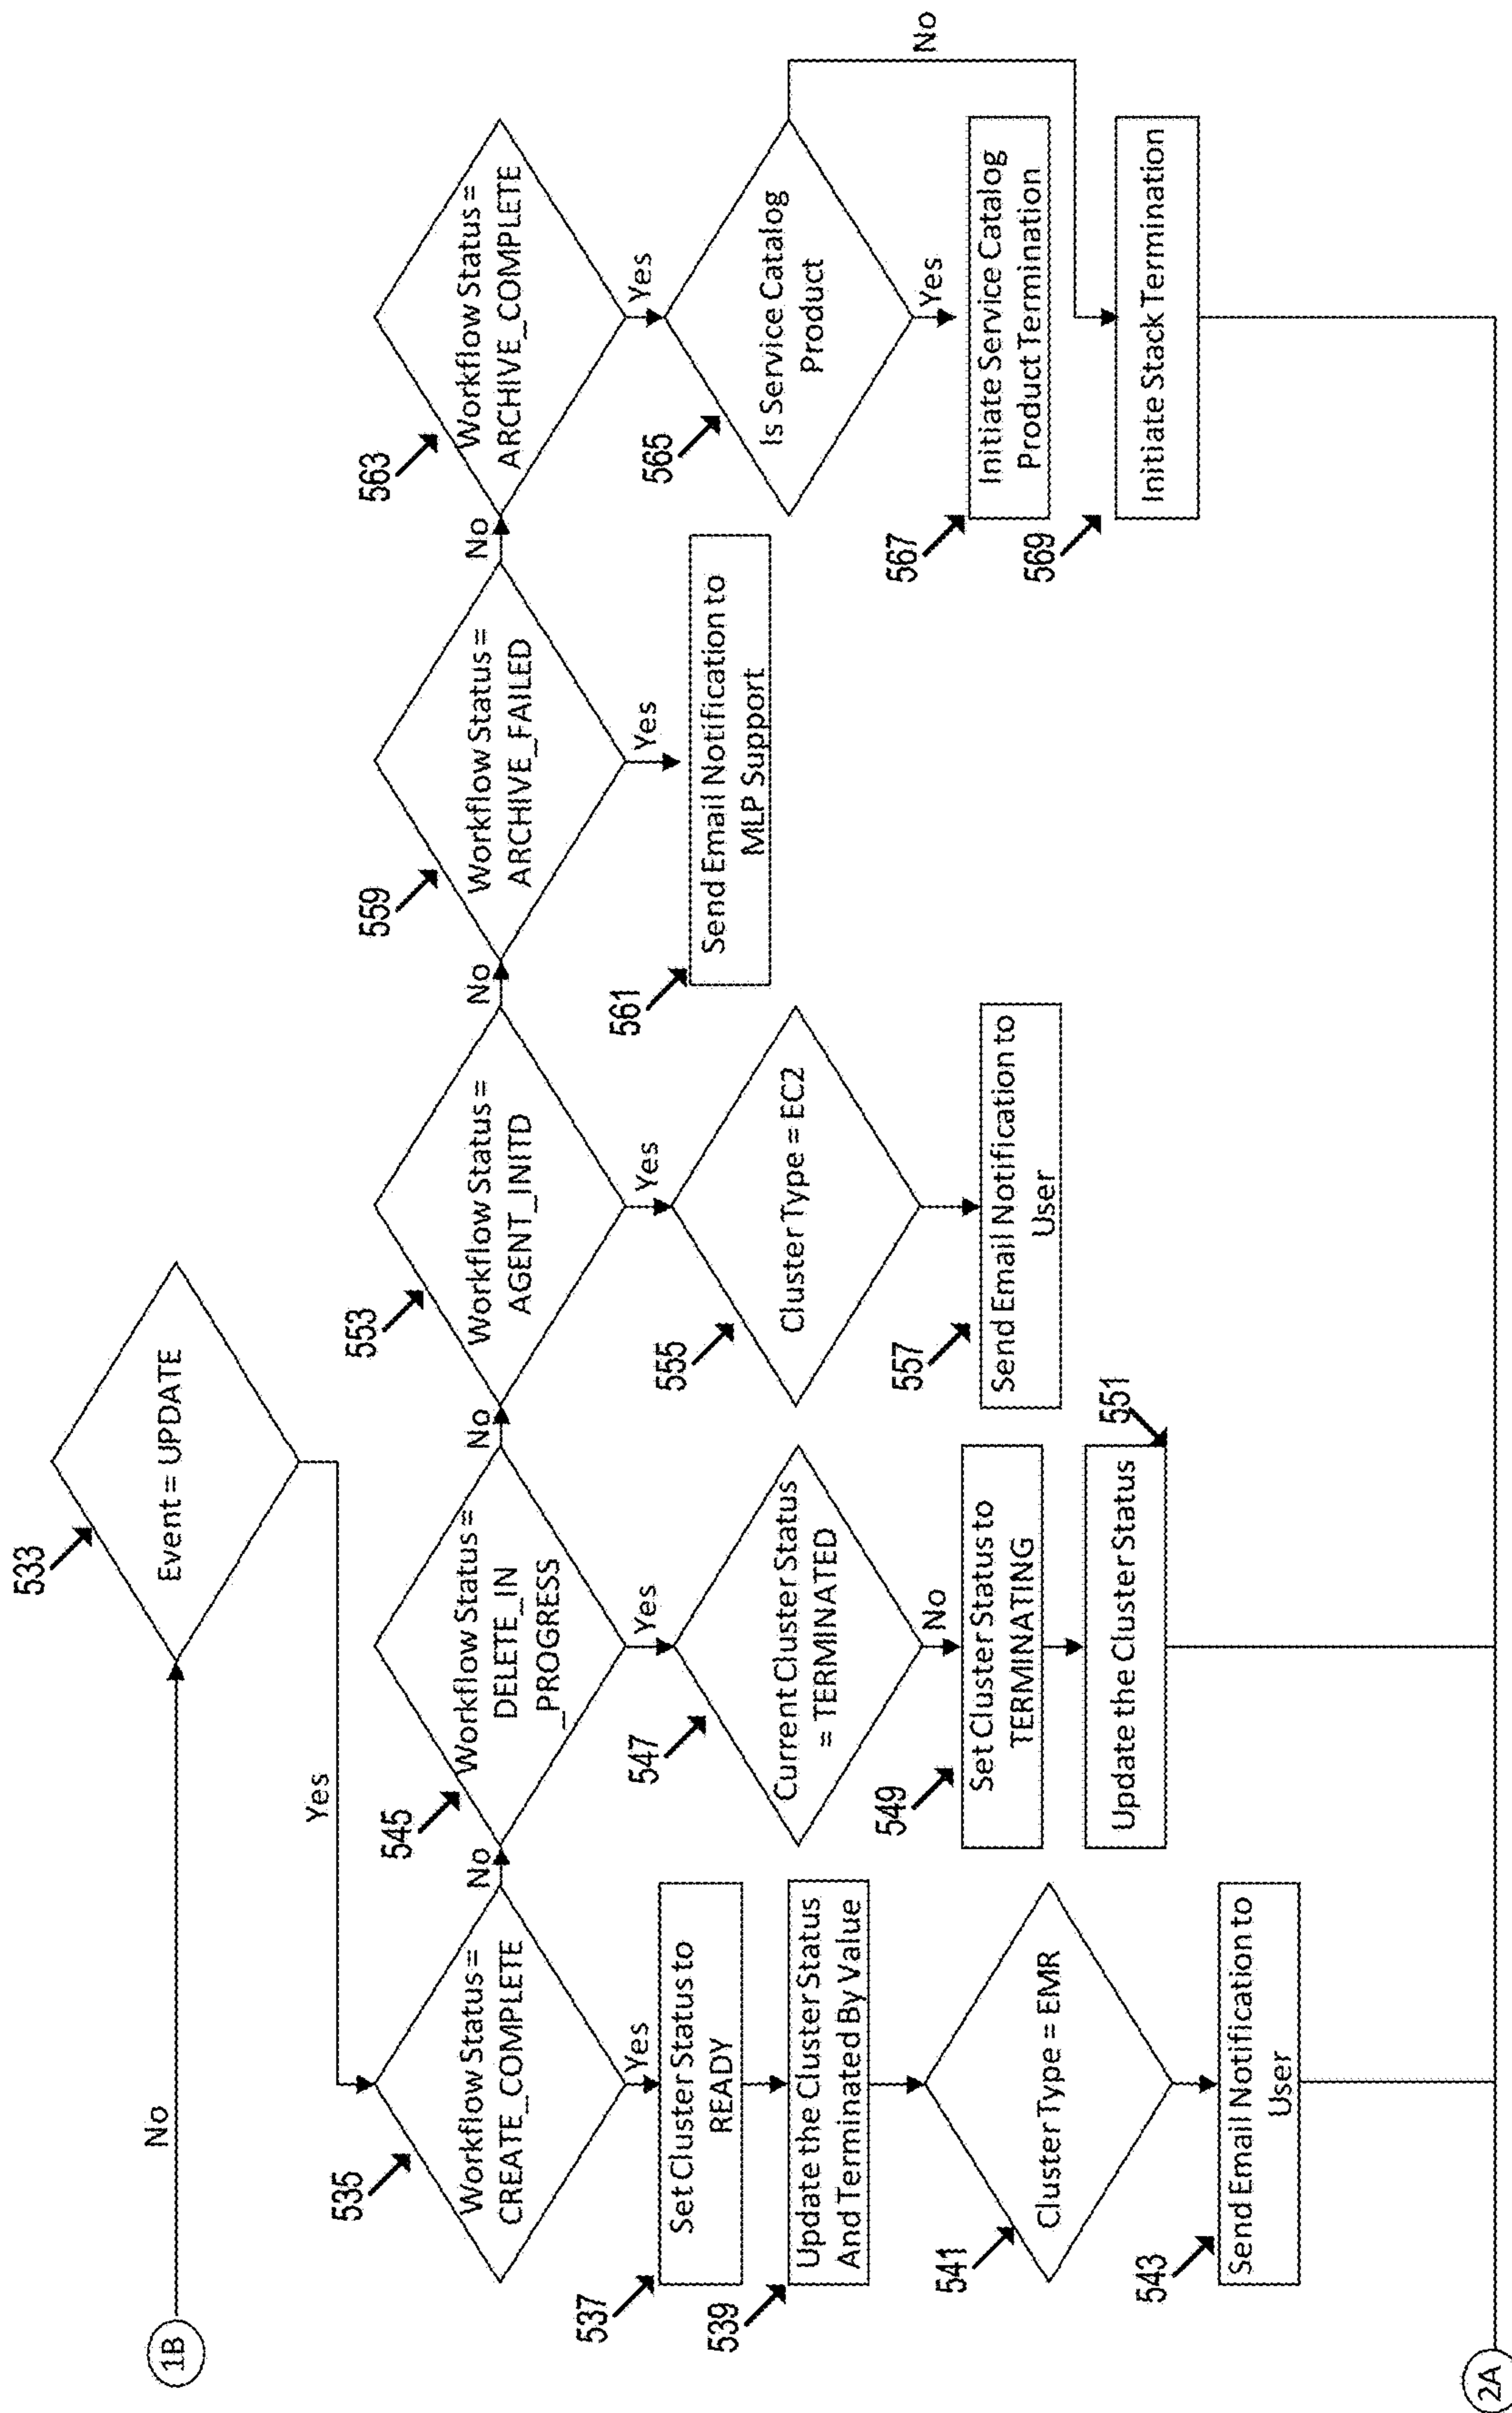 1B
No
533
Event = UPDATE
Yes
535
Workflow Status =
CREATE_COMPLETE
No
Yes
537
Set Cluster Status to
READY
539
Update the Cluster Status
And Terminated By Value
541
Cluster Type = EMR
543
Send Email Notification to
User
545
Workflow Status =
DELETE_IN
_PROGRESS
No
Yes
547
Current Cluster Status
= TERMINATED
No
549
Set Cluster Status to
TERMINATING
551
Update the Cluster Status
553
Workflow Status =
AGENT_INITD
No
Yes
555
Cluster Type = EC2
557
Send Email Notification to
User
559
Workflow Status =
ARCHIVE_FAILED
No
Yes
561
Send Email Notification to
MLP Support
563
Workflow Status =
ARCHIVE_COMPLETE
Yes
565
Is Service Catalog
Product
No
Yes
567
Initiate Service Catalog
Product Termination
569
Initiate Stack Termination
2A